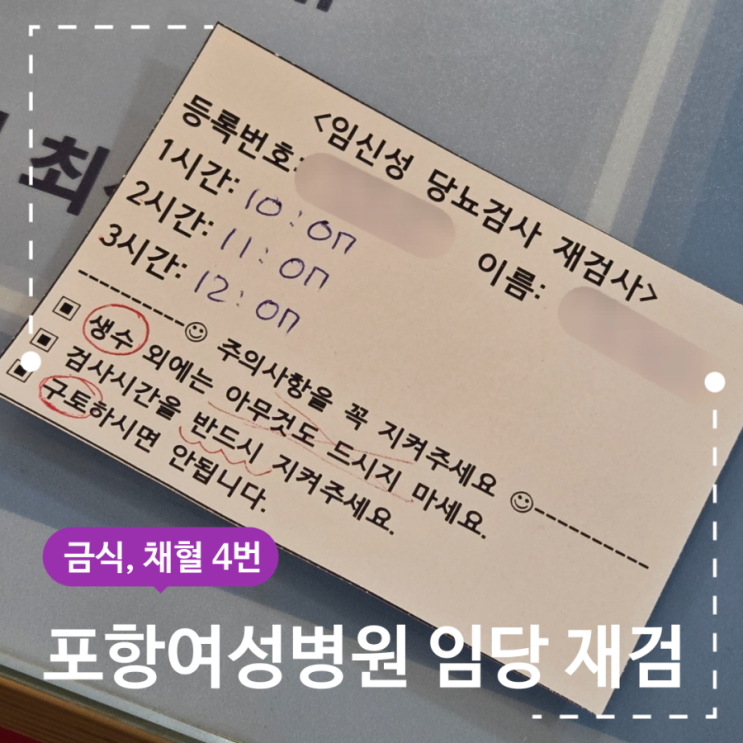 최
<임신성 당뇨검사 재검사>
등록번호: 이름:
1시간: 10:0n
2시간: 11:0n
3시간: 12:0n
----------☺ 주의사항을 꼭 지켜주세요 ☺----------
▣ 생수 외에는 아무것도 드시지 마세요.
▣ 검사시간을 반드시 지켜주세요.
▣ 구토하시면 안됩니다.
금식, 채혈 4번
포항여성병원 임당 재검